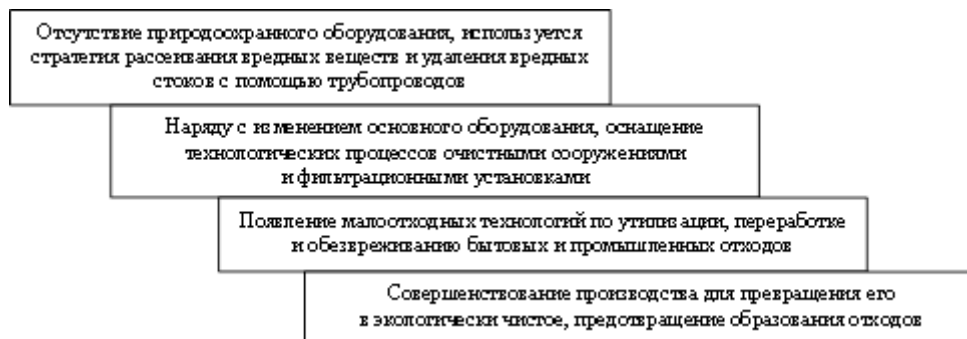 Отсутствие природоохранного оборудования, используется
стратегия рассеивания вредных веществ и удаления вредных
стоков с помощью трубопроводов
Наряду с изменением основного оборудования, оснащение
технологических процессов очистными сооружениями
и фильтрационными установками
Появление малоотходных технологий по утилизации, переработке
и обезвреживанию бытовых и промышленных отходов
Совершенствование производства для превращения его
в экологически чистое, предотвращение образования отходов